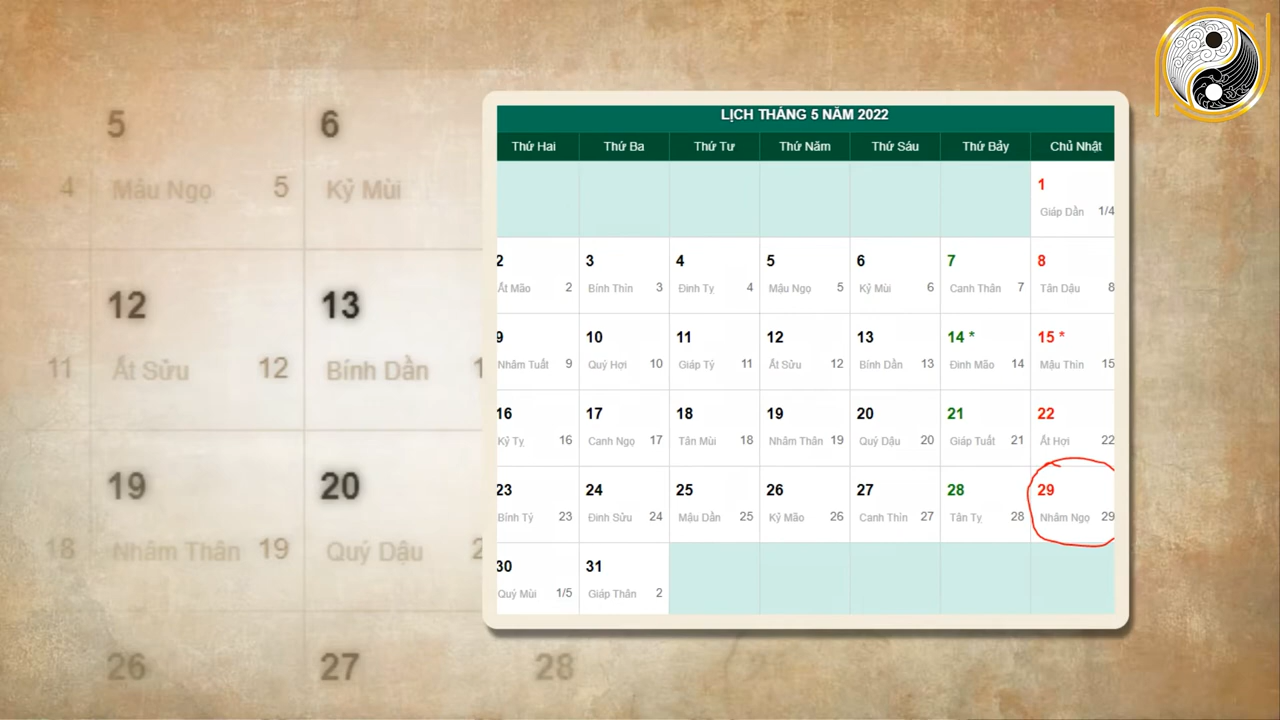 LỊCH THÁNG 5 NĂM 2022
Thứ Hai Thứ Ba Thứ Tư Thứ Năm Thứ Sáu Thứ Bảy Chủ Nhật
1
Giáp Dần 1/4
2 3 4 5 6 7 8
Ất Mão 2 Bính Thìn 3 Đinh Tỵ 4 Mậu Ngọ 5 Kỷ Mùi 6 Canh Thân 7 Tân Dậu 8
9 10 11 12 13 14 * 15 *
Nhâm Tuất 9 Quý Hợi 10 Giáp Tý 11 Ất Sửu 12 Bính Dần 13 Đinh Mão 14 Mậu Thìn 15
16 17 18 19 20 21 22
Kỷ Tỵ 16 Canh Ngọ 17 Tân Mùi 18 Nhâm Thân 19 Quý Dậu 20 Giáp Tuất 21 Ất Hợi 22
23 24 25 26 27 28 29
Bính Tý 23 Đinh Sửu 24 Mậu Dần 25 Kỷ Mão 26 Canh Thìn 27 Tân Tỵ 28 Nhâm Ngọ 29
30 31
Quý Mùi 1/5 Giáp Thân 2
5 6
4 Mậu Ngọ 5 Kỷ Mùi
12 13
11 Ất Sửu 12 Bính Dần 1
19 20
18 Nhâm Thân 19 Quý Dậu 2
26 27 28